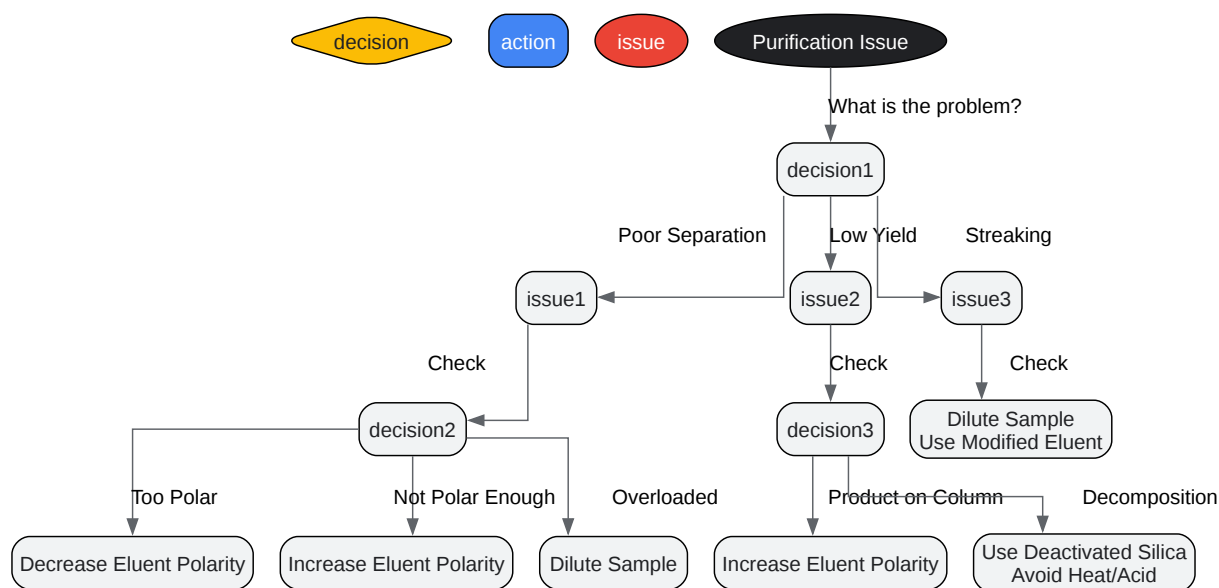 decision
action
issue
Purification Issue
What is the problem?
decision1
Poor Separation
Low Yield
Streaking
issue1
issue2
issue3
Check
Check
Check
decision2
decision3
Dilute Sample
Use Modified Eluent
Too Polar
Not Polar Enough
Overloaded
Product on Column
Decomposition
Decrease Eluent Polarity
Increase Eluent Polarity
Dilute Sample
Increase Eluent Polarity
Use Deactivated Silica
Avoid Heat/Acid